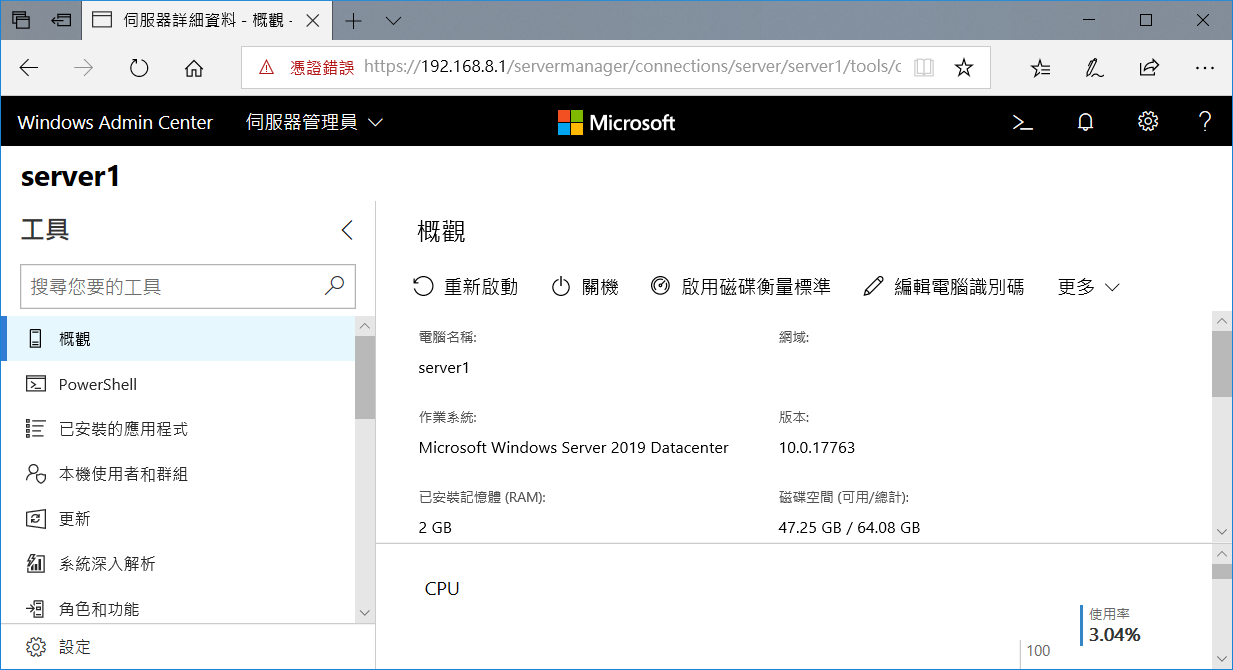 伺服器詳細資料 - 概觀 -
憑證錯誤 https://192.168.8.1/servermanager/connections/server/server1/tools/c
Windows Admin Center 伺服器管理員 Microsoft
server1
工具
搜尋您要的工具
概觀
PowerShell
已安裝的應用程式
本機使用者和群組
更新
系統深入解析
角色和功能
設定
概觀
重新啟動 關機 啟用磁碟衡量標準 編輯電腦識別碼 更多
電腦名稱: 網域:
server1
作業系統: 版本:
Microsoft Windows Server 2019 Datacenter 10.0.17763
已安裝記憶體 (RAM): 磁碟空間 (可用/總計):
2 GB 47.25 GB / 64.08 GB
CPU
使用率
3.04%
100